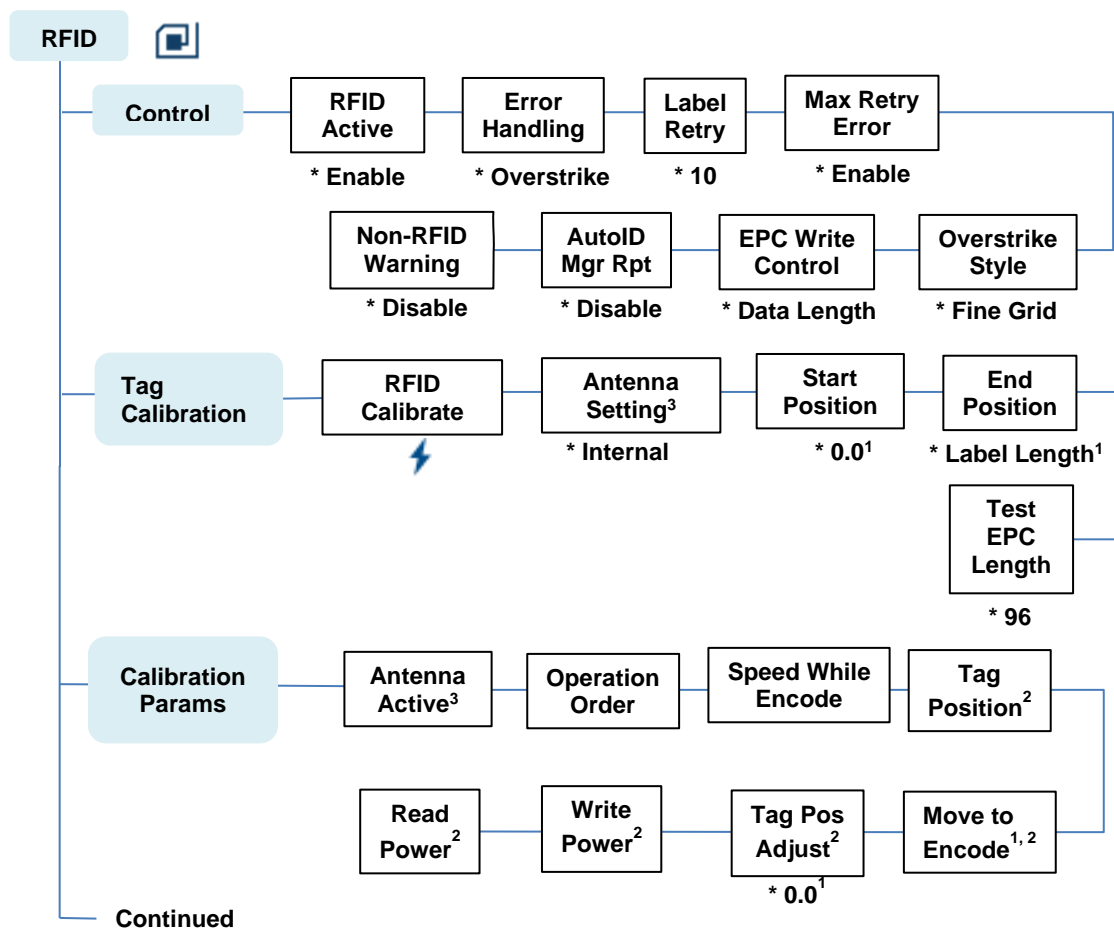 RFID
Control
RFID
Active
* Enable
Error
Handling
* Overstrike
Label
Retry
* 10
Max Retry
Error
* Enable
Non-RFID
Warning
* Disable
AutoID
Mgr Rpt
* Disable
EPC Write
Control
* Data Length
Overstrike
Style
* Fine Grid
Tag
Calibration
RFID
Calibrate
Antenna
Setting³
* Internal
Start
Position
* 0.0¹
End
Position
* Label Length¹
Test
EPC
Length
* 96
Calibration
Params
Antenna
Active³
Operation
Order
Speed While
Encode
Tag
Position²
Read
Power²
Write
Power²
Tag Pos
Adjust²
* 0.0¹
Move to
Encode¹, ²
Continued